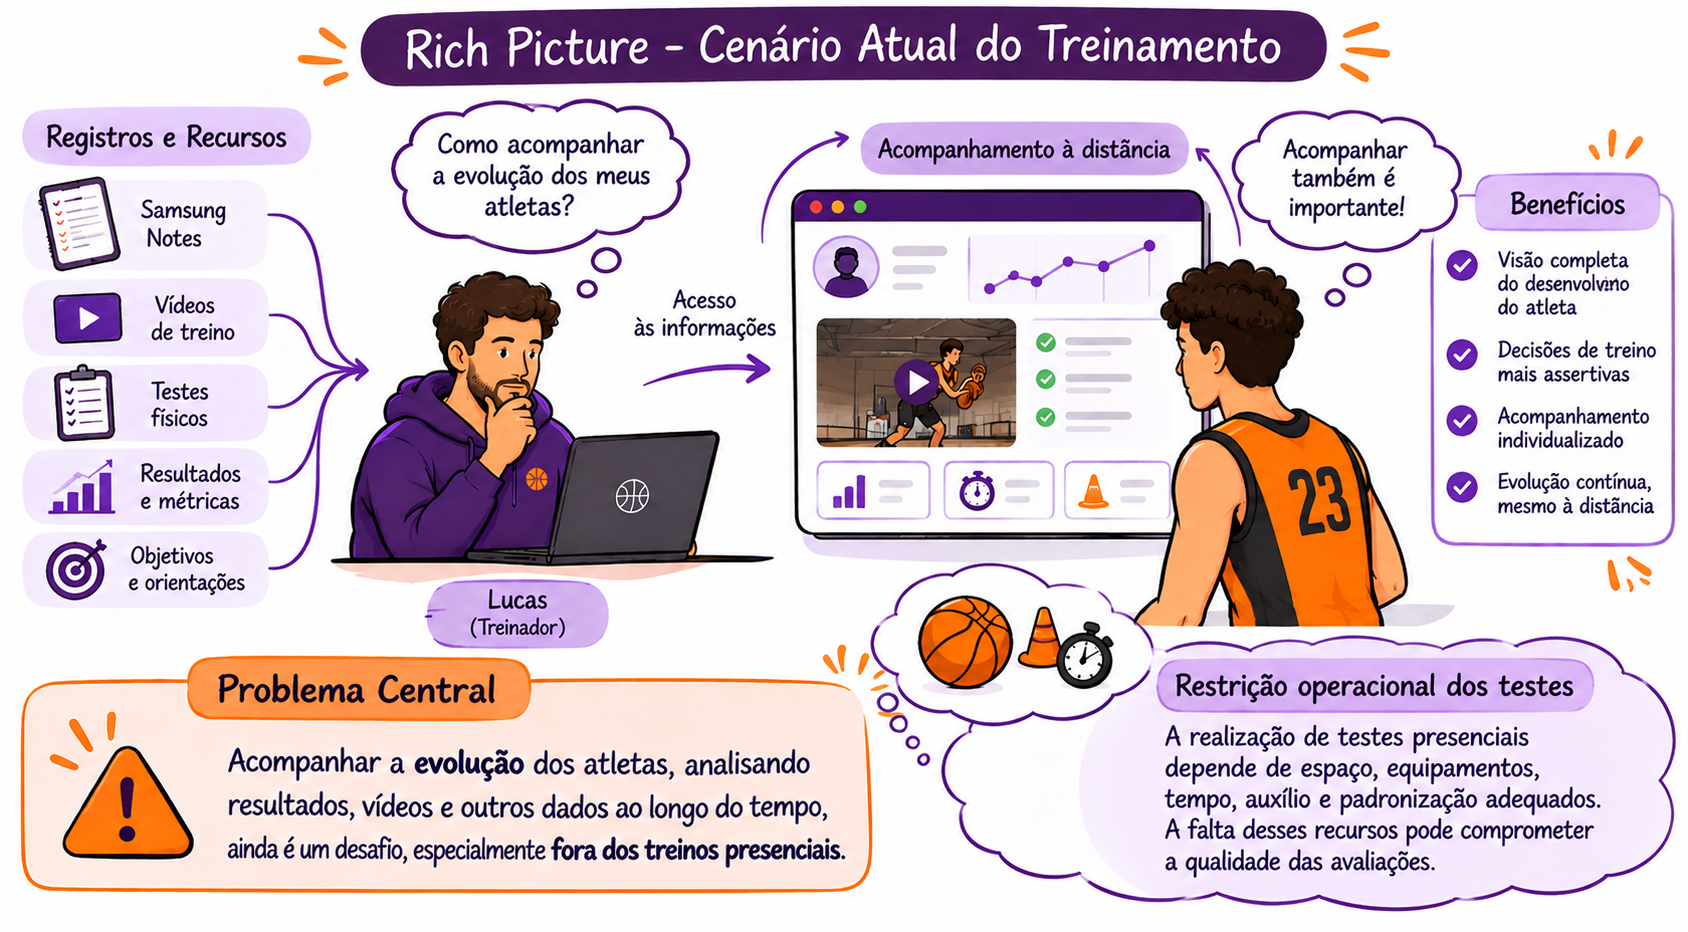 Rich Picture - Cenário Atual do Treinamento
Registros e Recursos
Samsung
Notes
Vídeos
de treino
Testes
físicos
Resultados
e métricas
Objetivos
e orientações
Como acompanhar
a evolução dos meus
atletas?
Lucas
(Treinador)
Acesso
às informações
Acompanhamento à distância
Acompanhar
também é
importante!
23
Benefícios
Visão completa
do desenvolvino
do atleta
Decisões de treino
mais assertivas
Acompanhamento
individualizado
Evolução contínua,
mesmo à distância
Problema Central
Acompanhar a evolução dos atletas, analisando
resultados, vídeos e outros dados ao longo do tempo,
ainda é um desafio, especialmente fora dos treinos presenciais.
Restrição operacional dos testes
A realização de testes presenciais
depende de espaço, equipamentos,
tempo, auxílio e padronização adequados.
A falta desses recursos pode comprometer
a qualidade das avaliações.